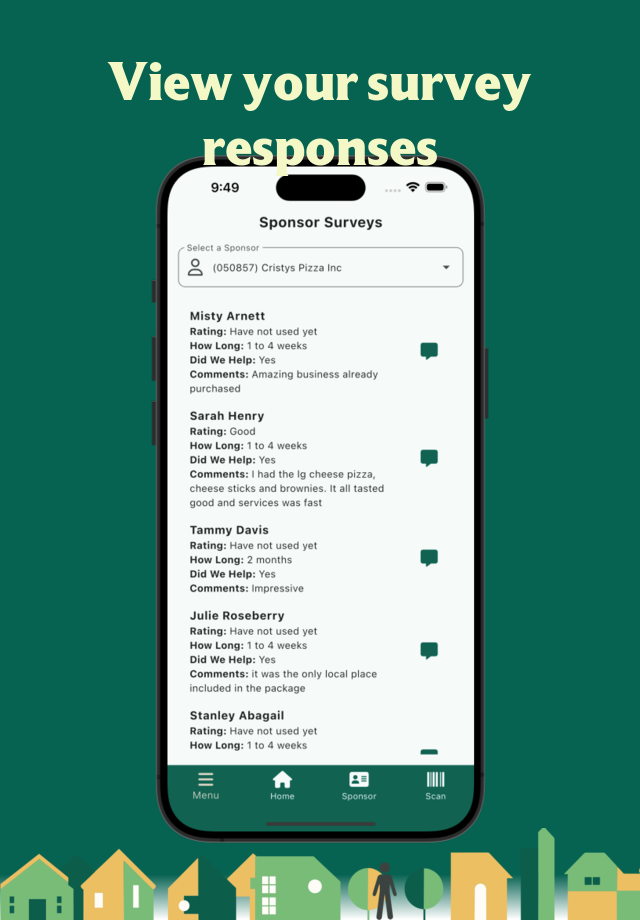 View your survey
responses
9:49
Sponsor Surveys
Select a Sponsor
(050857) Cristys Pizza Inc
Misty Arnett
Rating: Have not used yet
How Long: 1 to 4 weeks
Did We Help: Yes
Comments: Amazing business already
purchased
Sarah Henry
Rating: Good
How Long: 1 to 4 weeks
Did We Help: Yes
Comments: I had the lg cheese pizza,
cheese sticks and brownies. It all tasted
good and services was fast
Tammy Davis
Rating: Have not used yet
How Long: 2 months
Did We Help: Yes
Comments: Impressive
Julie Roseberry
Rating: Have not used yet
How Long: 1 to 4 weeks
Did We Help: Yes
Comments: it was the only local place
included in the package
Stanley Abagail
Rating: Have not used yet
How Long: 1 to 4 weeks
Menu Home Sponsor Scan